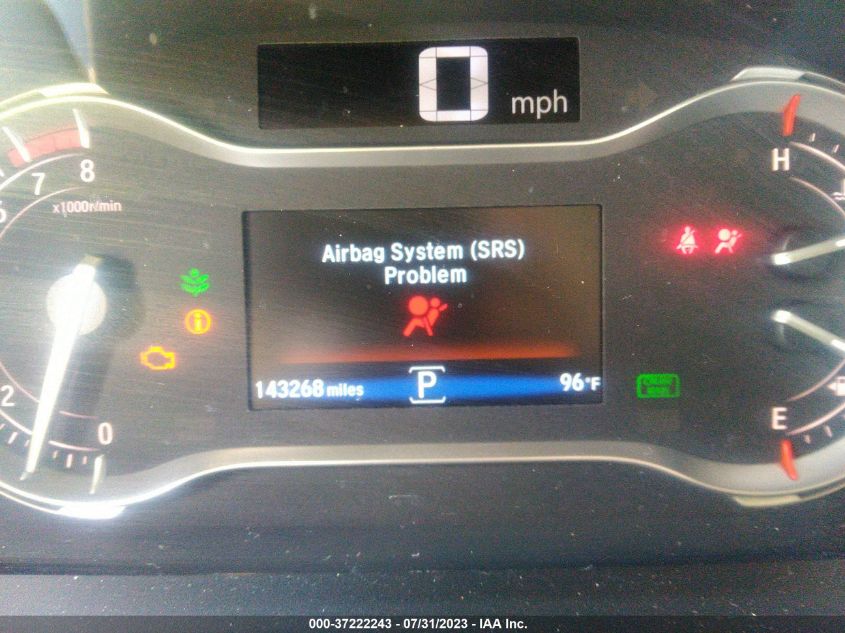 0 mph
H
8
7
x1000r/min
Airbag System (SRS)
Problem
143268 miles
P
96°F
2
0
E
000-37222243 - 07/31/2023 - IAA Inc.